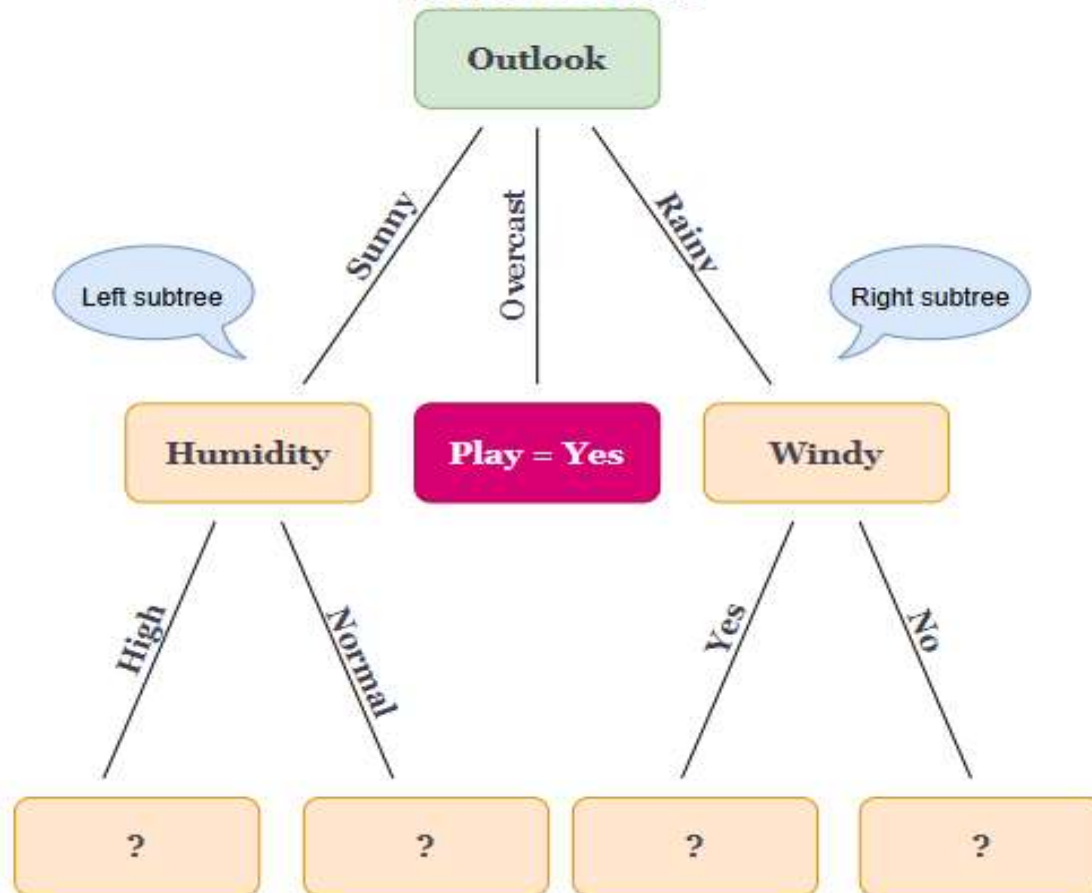 Outlook
Sunny
Overcast
Rainy
Left subtree
Right subtree
Humidity
Play = Yes
Windy
High
Normal
Yes
No
?
?
?
?